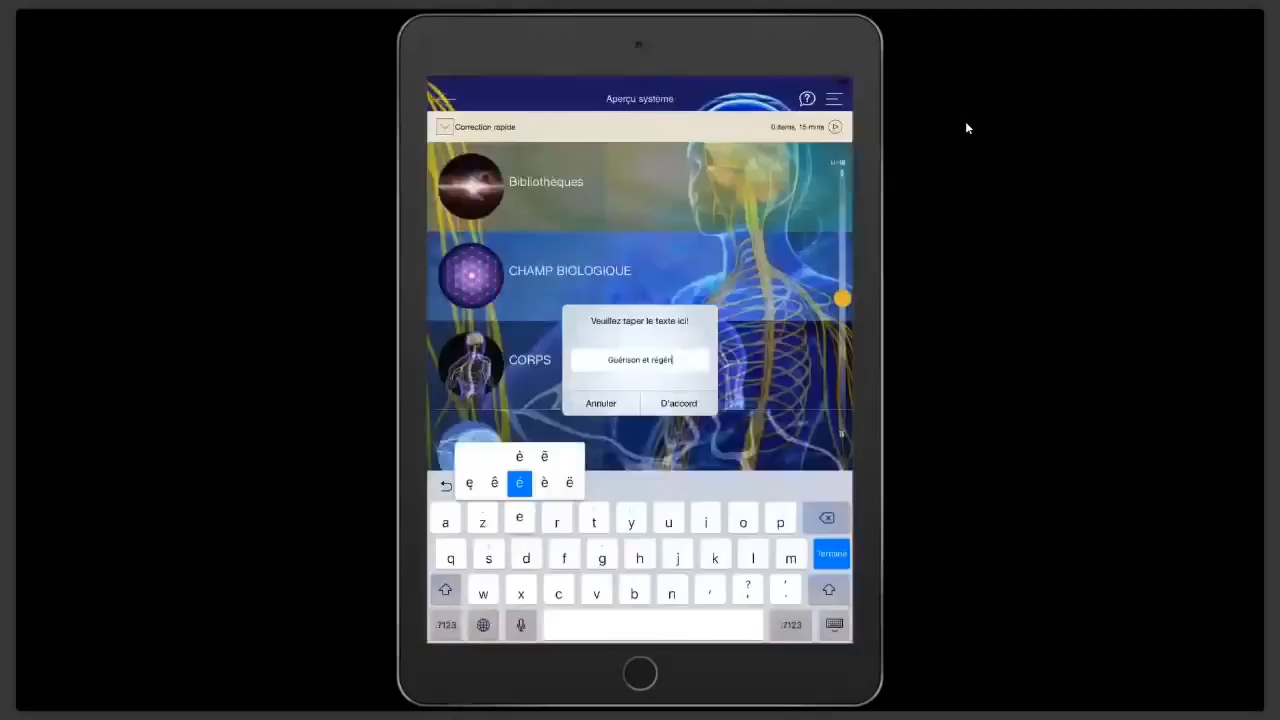 Aperçu système
Correction rapide
0 items, 15 mins
Bibliothèques
CHAMP BIOLOGIQUE
CORPS
Veuillez taper le texte ici!
Guérison et régén
Annuler
D'accord
è ē
ę ê é è ë
a z e r t y u i o p
q s d f g h j k l m
Terminé
w x c v b n ' ? , .
.?123
.?123